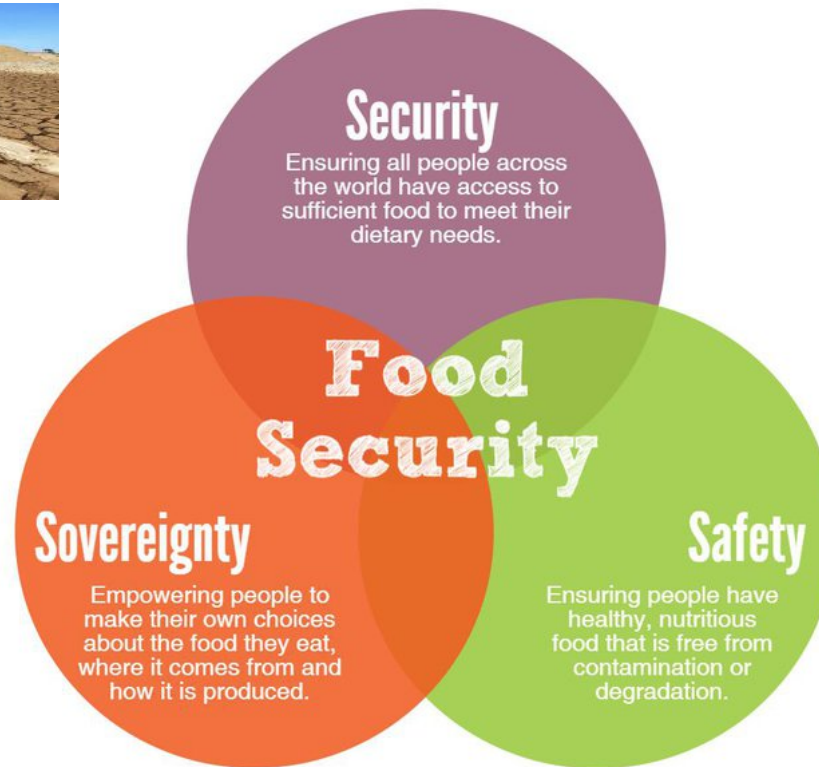 Security
Ensuring all people across
the world have access to
sufficient food to meet their
dietary needs.
Food
Security
Sovereignty
Empowering people to
make their own choices
about the food they eat,
where it comes from and
how it is produced.
Safety
Ensuring people have
healthy, nutritious
food that is free from
contamination or
degradation.